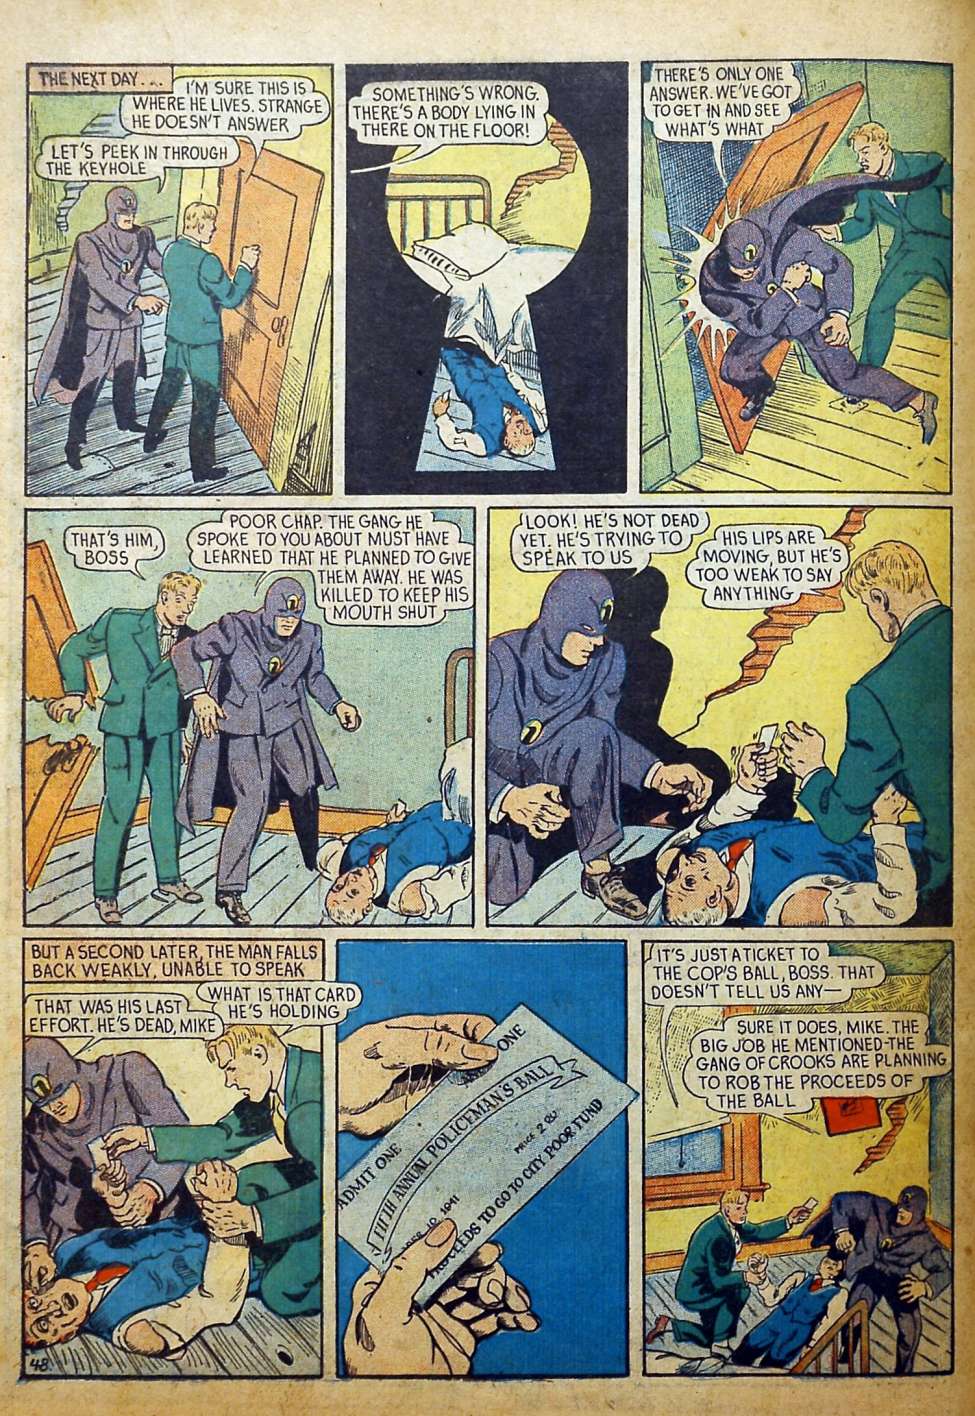 THE NEXT DAY...
I'M SURE THIS IS
WHERE HE LIVES. STRANGE
HE DOESN'T ANSWER
LET'S PEEK IN THROUGH
THE KEYHOLE
SOMETHING'S WRONG.
THERE'S A BODY LYING IN
THERE ON THE FLOOR!
THERE'S ONLY ONE
ANSWER. WE'VE GOT
TO GET IN AND SEE
WHAT'S WHAT
THAT'S HIM,
BOSS
POOR CHAP. THE GANG HE
SPOKE TO YOU ABOUT MUST HAVE
LEARNED THAT HE PLANNED TO GIVE
THEM AWAY. HE WAS
KILLED TO KEEP HIS
MOUTH SHUT
LOOK! HE'S NOT DEAD
YET. HE'S TRYING TO
SPEAK TO US
HIS LIPS ARE
MOVING, BUT HE'S
TOO WEAK TO SAY
ANYTHING
BUT A SECOND LATER, THE MAN FALLS
BACK WEAKLY, UNABLE TO SPEAK
THAT WAS HIS LAST
EFFORT. HE'S DEAD, MIKE
WHAT IS THAT CARD
HE'S HOLDING
48
ADMIT ONE
ONE
FIFTH ANNUAL POLICEMAN'S BALL
PRICE 2
10 1941
PROCEEDS TO GO TO CITY POOR FUND
IT'S JUST A TICKET TO
THE COP'S BALL, BOSS. THAT
DOESN'T TELL US ANY—
SURE IT DOES, MIKE. THE
BIG JOB HE MENTIONED-THE
GANG OF CROOKS ARE PLANNING
TO ROB THE PROCEEDS OF
THE BALL